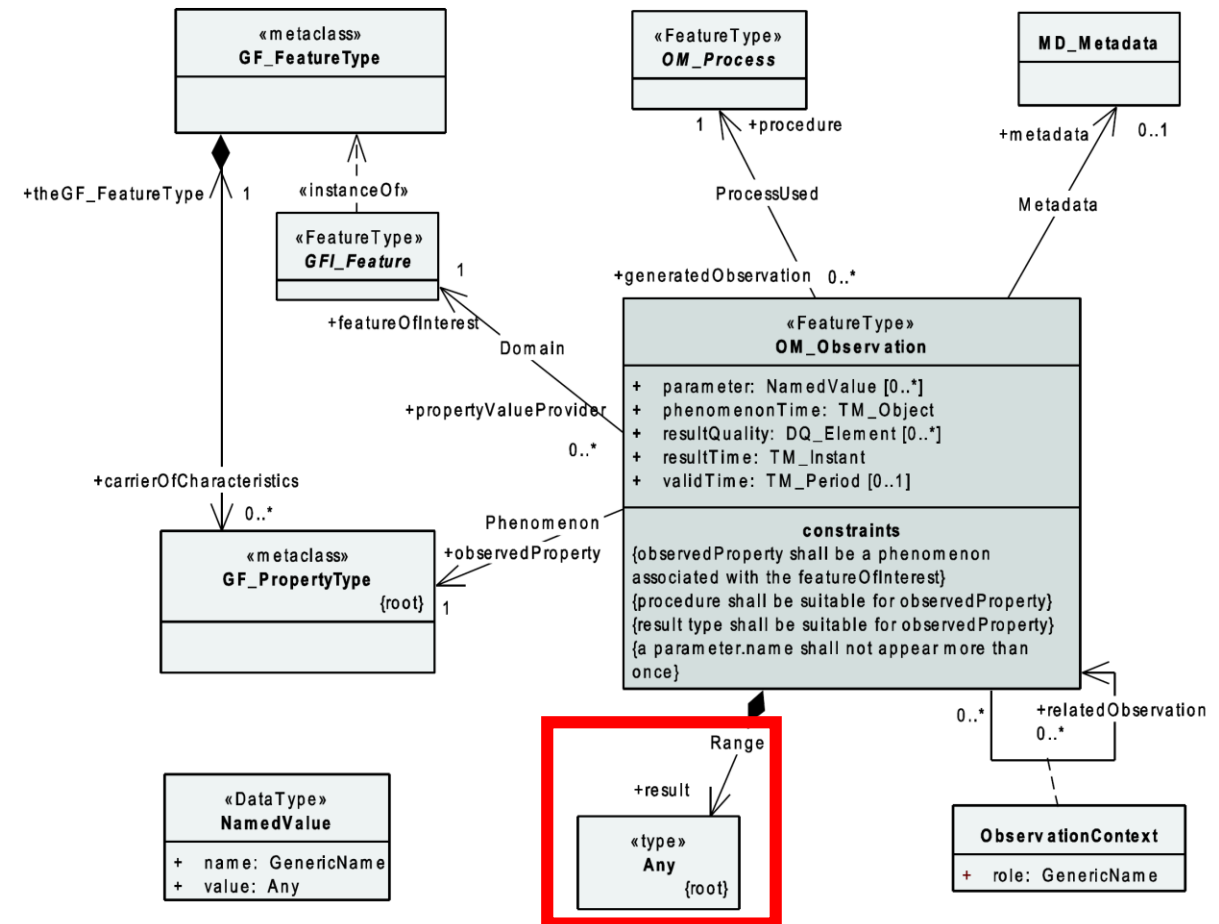 «metaclass»
GF_FeatureType
«FeatureType»
OM_Process
MD_Metadata
1
+procedure
+metadata
0..1
+theGF_FeatureType
1
«instanceOf»
ProcessUsed
Metadata
«FeatureType»
GFI_Feature
1
+generatedObservation
0..*
+featureOfInterest
Domain
«FeatureType»
OM_Observation
+ parameter: NamedValue [0..*]
+ phenomenonTime: TM_Object
+ resultQuality: DQ_Element [0..*]
+ resultTime: TM_Instant
+ validTime: TM_Period [0..1]
+propertyValueProvider
0..*
+carrierOfCharacteristics
0..*
Phenomenon
+observedProperty
1
constraints
{observedProperty shall be a phenomenon
associated with the featureOfInterest}
{procedure shall be suitable for observedProperty}
{result type shall be suitable for observedProperty}
{a parameter.name shall not appear more than
once}
«metaclass»
GF_PropertyType
{root}
0..*
+relatedObservation
0..*
Range
+result
«type»
Any
{root}
«DataType»
NamedValue
+ name: GenericName
+ value: Any
ObservationContext
+ role: GenericName